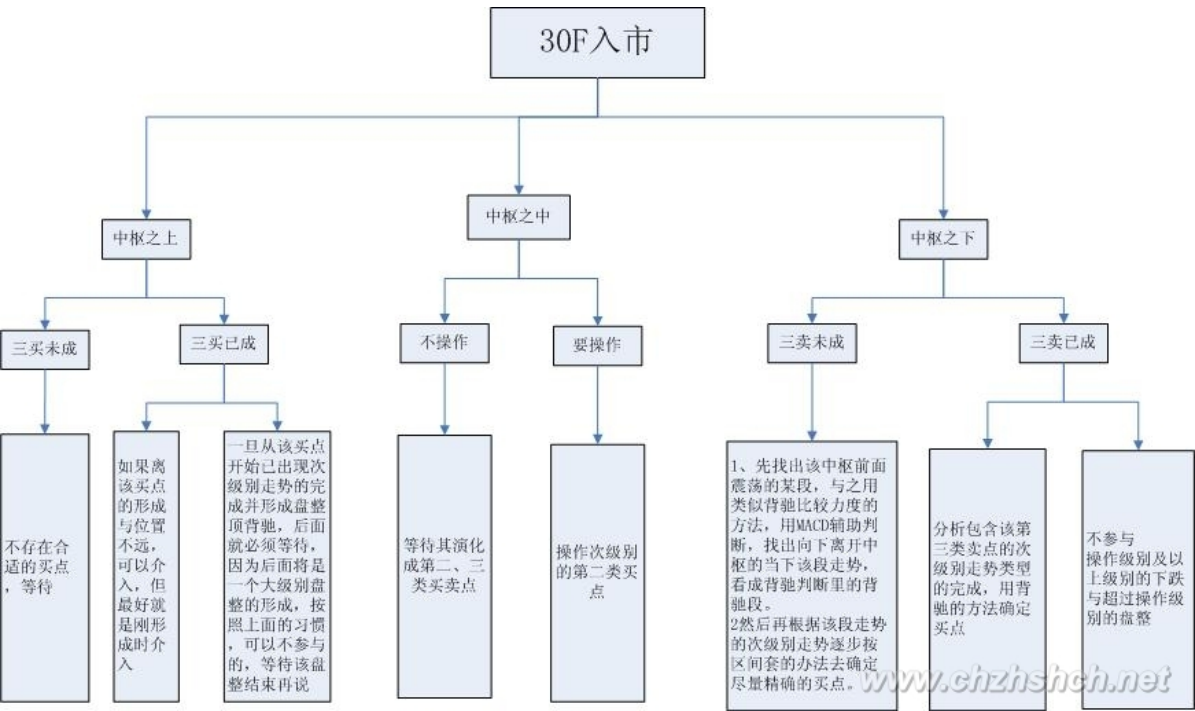 30F入市
中枢之上
中枢之中
中枢之下
三买未成
三买已成
不操作
要操作
三卖未成
三卖已成
不存在合
适的买点
，等待
如果离
该买点
的形成
与位置
不远，
可以介
入，但
最好就
是刚形
成时介
入
一旦从该买点
开始已出现次
级别走势的完
成并形成盘整
顶背驰，后面
就必须等待，
因为后面将是
一个大级别盘
整的形成，按
照上面的习惯
，可以不参与
的，等待该盘
整结束再说
等待其演化
成第二、三
类买卖点
操作次级别
的第二类买
点
1、先找出该中枢前面
震荡的某段，与之用
类似背驰比较力度的
方法，用MACD辅助判
断，找出向下离开中
枢的当下该段走势，
看成背驰判断里的背
驰段。
2然后再根据该段走势
的次级别走势逐步按
区间套的办法去确定
尽量精确的买点。
分析包含该第
三类卖点的次
级别走势类型
的完成，用背
驰的方法确定
买点
不参与
操作级别及以
上级别的下跌
与超过操作级
别的盘整
www.chzhshch.net